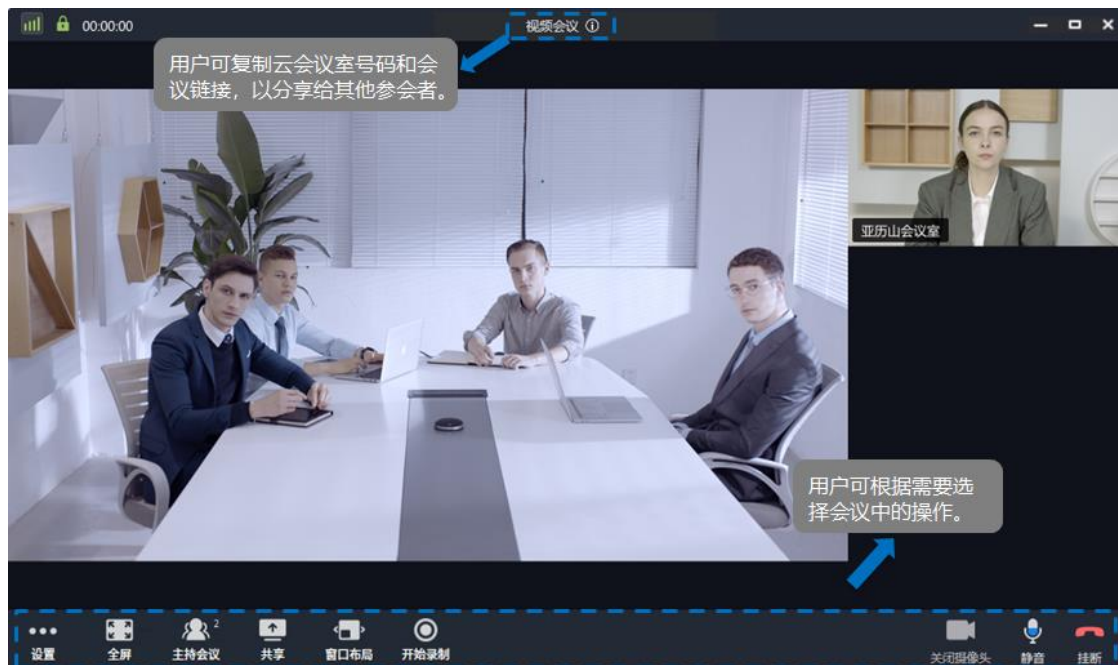 00:00:00
视频会议
用户可复制云会议室号码和会
议链接，以分享给其他参会者。
亚历山会议室
用户可根据需要选
择会议中的操作。
设置
全屏
主持会议
2
共享
窗口布局
开始录制
关闭摄像头
静音
挂断